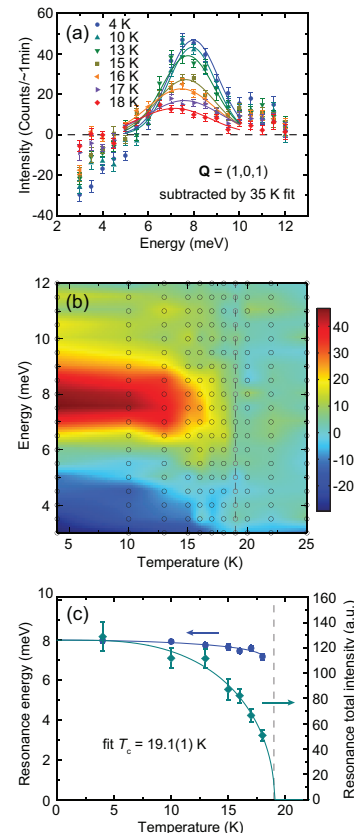 (a)
4 K
10 K
13 K
15 K
16 K
17 K
18 K
60
40
20
0
-20
-40
Intensity (Counts/~1min)
Q = (1,0,1)
subtracted by 35 K fit
2 4 6 8 10 12
Energy (meV)
(b)
12
11
10
9
8
7
6
5
4
3
Energy (meV)
5 10 15 20 25
Temperature (K)
40
30
20
10
0
-10
-20
(c)
10
8
6
4
2
0
Resonance energy (meV)
160
140
120
100
80
60
40
20
0
Resonance total intensity (a.u.)
fit Tc = 19.1(1) K
0 5 10 15 20
Temperature (K)